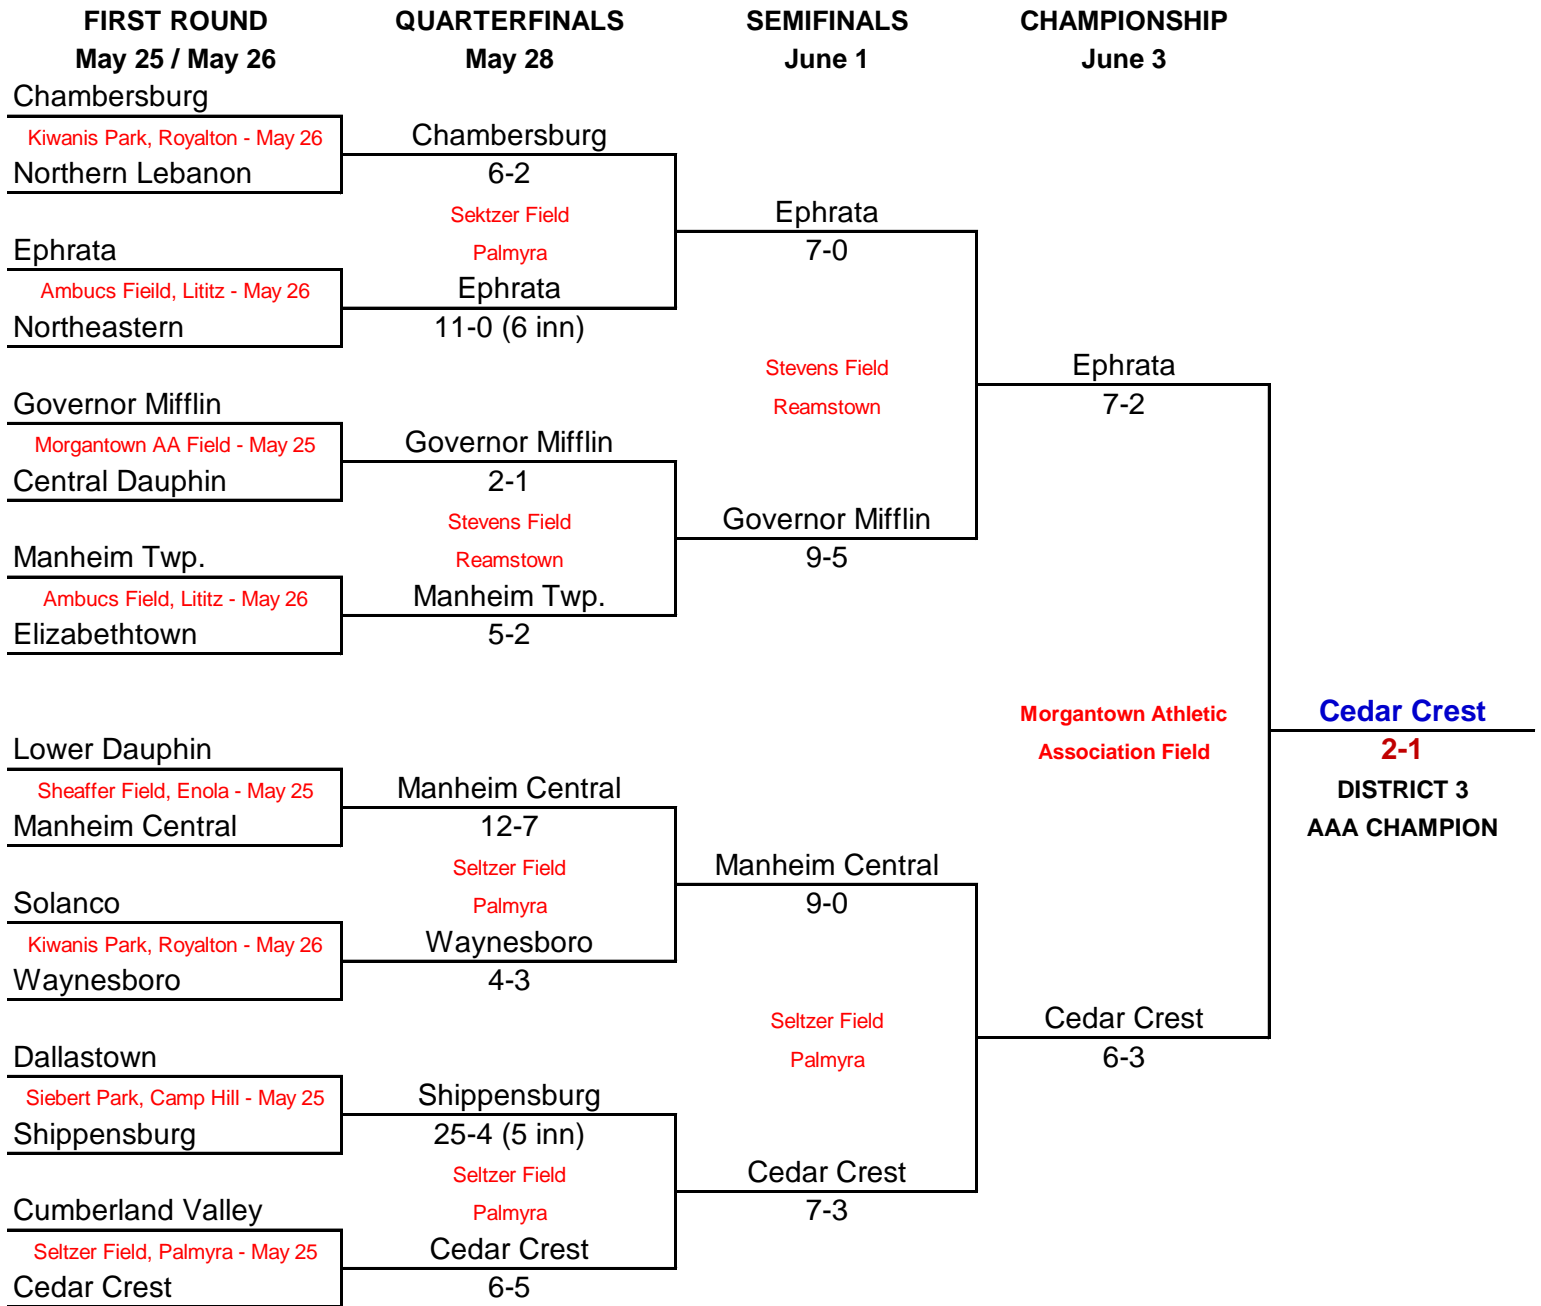 FIRST ROUND
May 25 / May 26
Chambersburg
Kiwanis Park, Royalton - May 26
Northern Lebanon
Ephrata
Ambucs Fieild, Lititz - May 26
Northeastern
Governor Mifflin
Morgantown AA Field - May 25
Central Dauphin
Manheim Twp.
Ambucs Field, Lititz - May 26
Elizabethtown
Lower Dauphin
Sheaffer Field, Enola - May 25
Manheim Central
Solanco
Kiwanis Park, Royalton - May 26
Waynesboro
Dallastown
Siebert Park, Camp Hill - May 25
Shippensburg
Cumberland Valley
Seltzer Field, Palmyra - May 25
Cedar Crest
QUARTERFINALS
May 28
Chambersburg
6-2
Sektzer Field
Palmyra
Ephrata
11-0 (6 inn)
Governor Mifflin
2-1
Stevens Field
Reamstown
Manheim Twp.
5-2
Manheim Central
12-7
Seltzer Field
Palmyra
Waynesboro
4-3
Shippensburg
25-4 (5 inn)
Seltzer Field
Palmyra
Cedar Crest
6-5
SEMIFINALS
June 1
Ephrata
7-0
Stevens Field
Reamstown
Governor Mifflin
9-5
Manheim Central
9-0
Seltzer Field
Palmyra
Cedar Crest
7-3
CHAMPIONSHIP
June 3
Ephrata
7-2
Morgantown Athletic
Association Field
Cedar Crest
6-3
Cedar Crest
2-1
DISTRICT 3
AAA CHAMPION